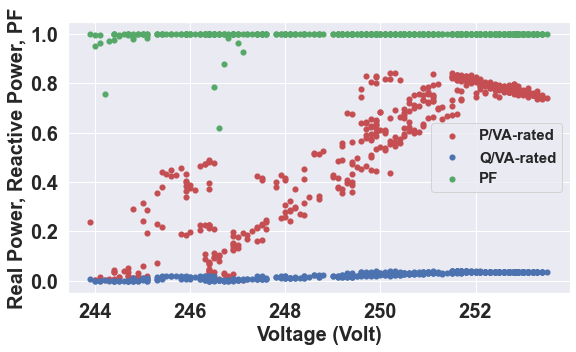 Real Power, Reactive Power, PF
1.0
0.8
0.6
0.4
0.2
0.0
P/VA-rated
Q/VA-rated
PF
244 246 248 250 252
Voltage (Volt)